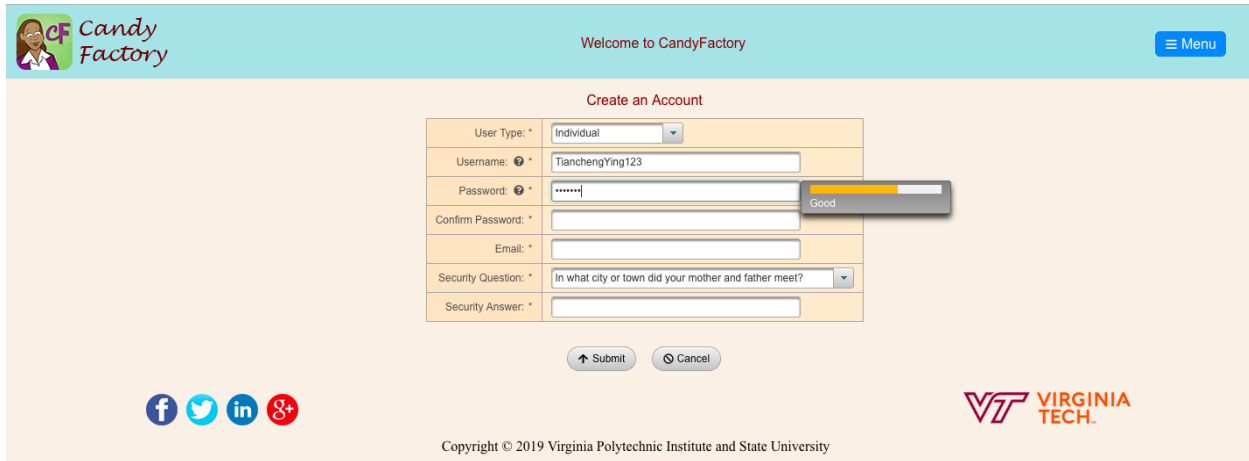 CF Candy
Factory
Welcome to CandyFactory
Menu
Create an Account
User Type: * Individual
Username: * TianchengYing123
Password: * •••••••
Good
Confirm Password: *
Email: *
Security Question: * In what city or town did your mother and father meet?
Security Answer: *
Submit Cancel
f in g+
VT VIRGINIA
TECH
Copyright © 2019 Virginia Polytechnic Institute and State University